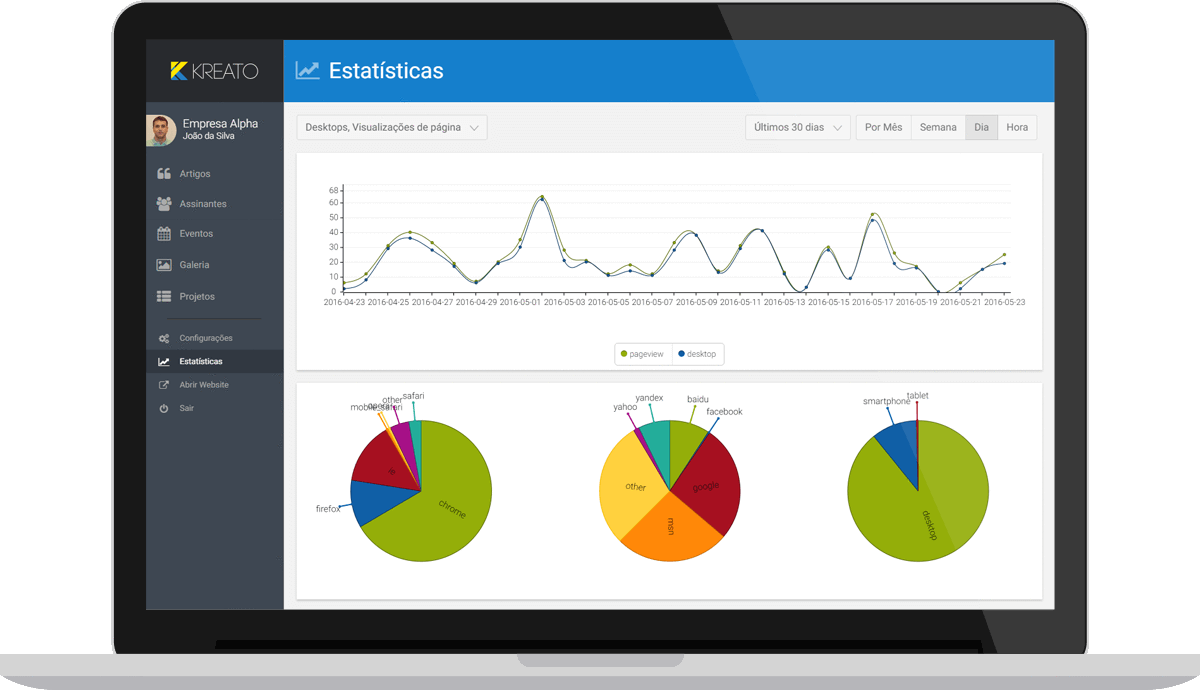 KREATO
Estatísticas
Empresa Alpha
João da Silva
Artigos
Assinantes
Eventos
Galeria
Projetos
Configurações
Estatísticas
Abrir Website
Sair
Desktops, Visualizações de página
Últimos 30 dias
Por Mês
Semana
Dia
Hora
68
60
50
40
30
20
10
0
2016-04-23 2016-04-25 2016-04-27 2016-04-29 2016-05-01 2016-05-03 2016-05-05 2016-05-07 2016-05-09 2016-05-11 2016-05-13 2016-05-15 2016-05-17 2016-05-19 2016-05-21 2016-05-23
pageview
desktop
safari
other
opera
mobile_safari
ie
firefox
chrome
yandex
yahoo
baidu
facebook
other
google
msn
tablet
smartphone
desktop